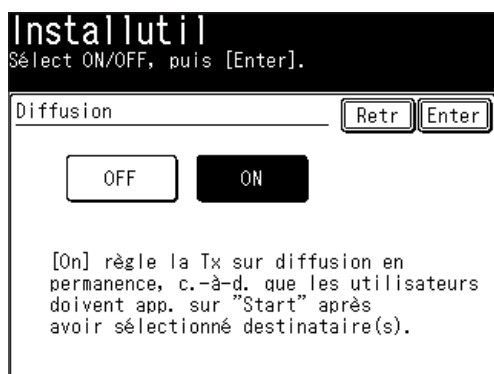 Installutil
Sélect ON/OFF, puis [Enter].
Diffusion
Retr
Enter
OFF
ON
[On] règle la Tx sur diffusion en
permanence, c.-à-d. que les utilisateurs
doivent app. sur "Start" après
avoir sélectionné destinataire(s).